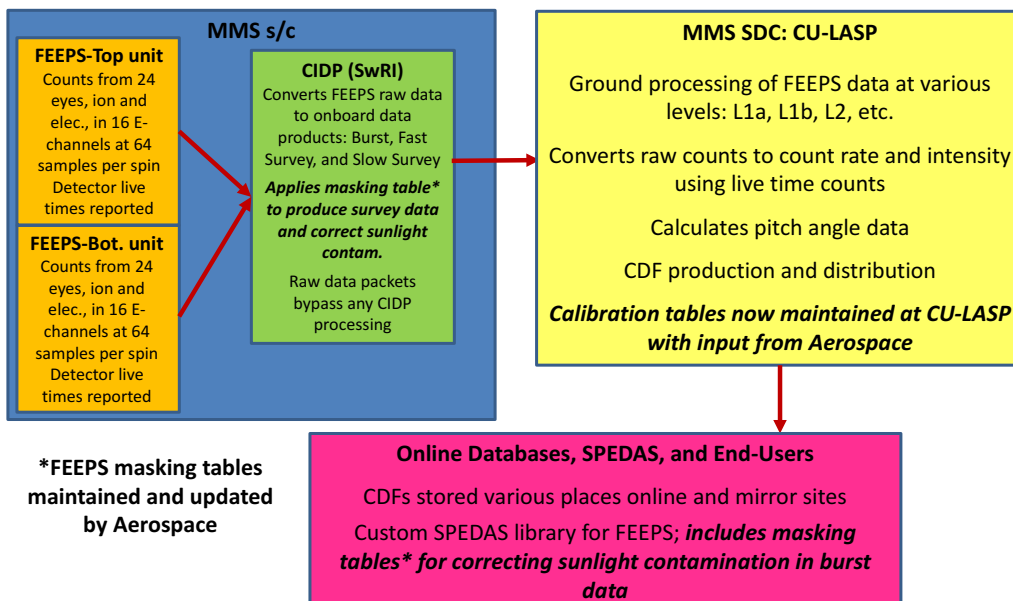 MMS s/c
FEEPS-Top unit
Counts from 24
eyes, ion and
elec., in 16 E-
channels at 64
samples per spin
Detector live
times reported
FEEPS-Bot. unit
Counts from 24
eyes, ion and
elec., in 16 E-
channels at 64
samples per spin
Detector live
times reported
CIDP (SwRI)
Converts FEEPS raw data
to onboard data
products: Burst, Fast
Survey, and Slow Survey
Applies masking table*
to produce survey data
and correct sunlight
contam.
Raw data packets
bypass any CIDP
processing
MMS SDC: CU-LASP
Ground processing of FEEPS data at various
levels: L1a, L1b, L2, etc.
Converts raw counts to count rate and intensity
using live time counts
Calculates pitch angle data
CDF production and distribution
Calibration tables now maintained at CU-LASP
with input from Aerospace
*FEEPS masking tables
maintained and updated
by Aerospace
Online Databases, SPEDAS, and End-Users
CDFs stored various places online and mirror sites
Custom SPEDAS library for FEEPS; includes masking
tables* for correcting sunlight contamination in burst
data